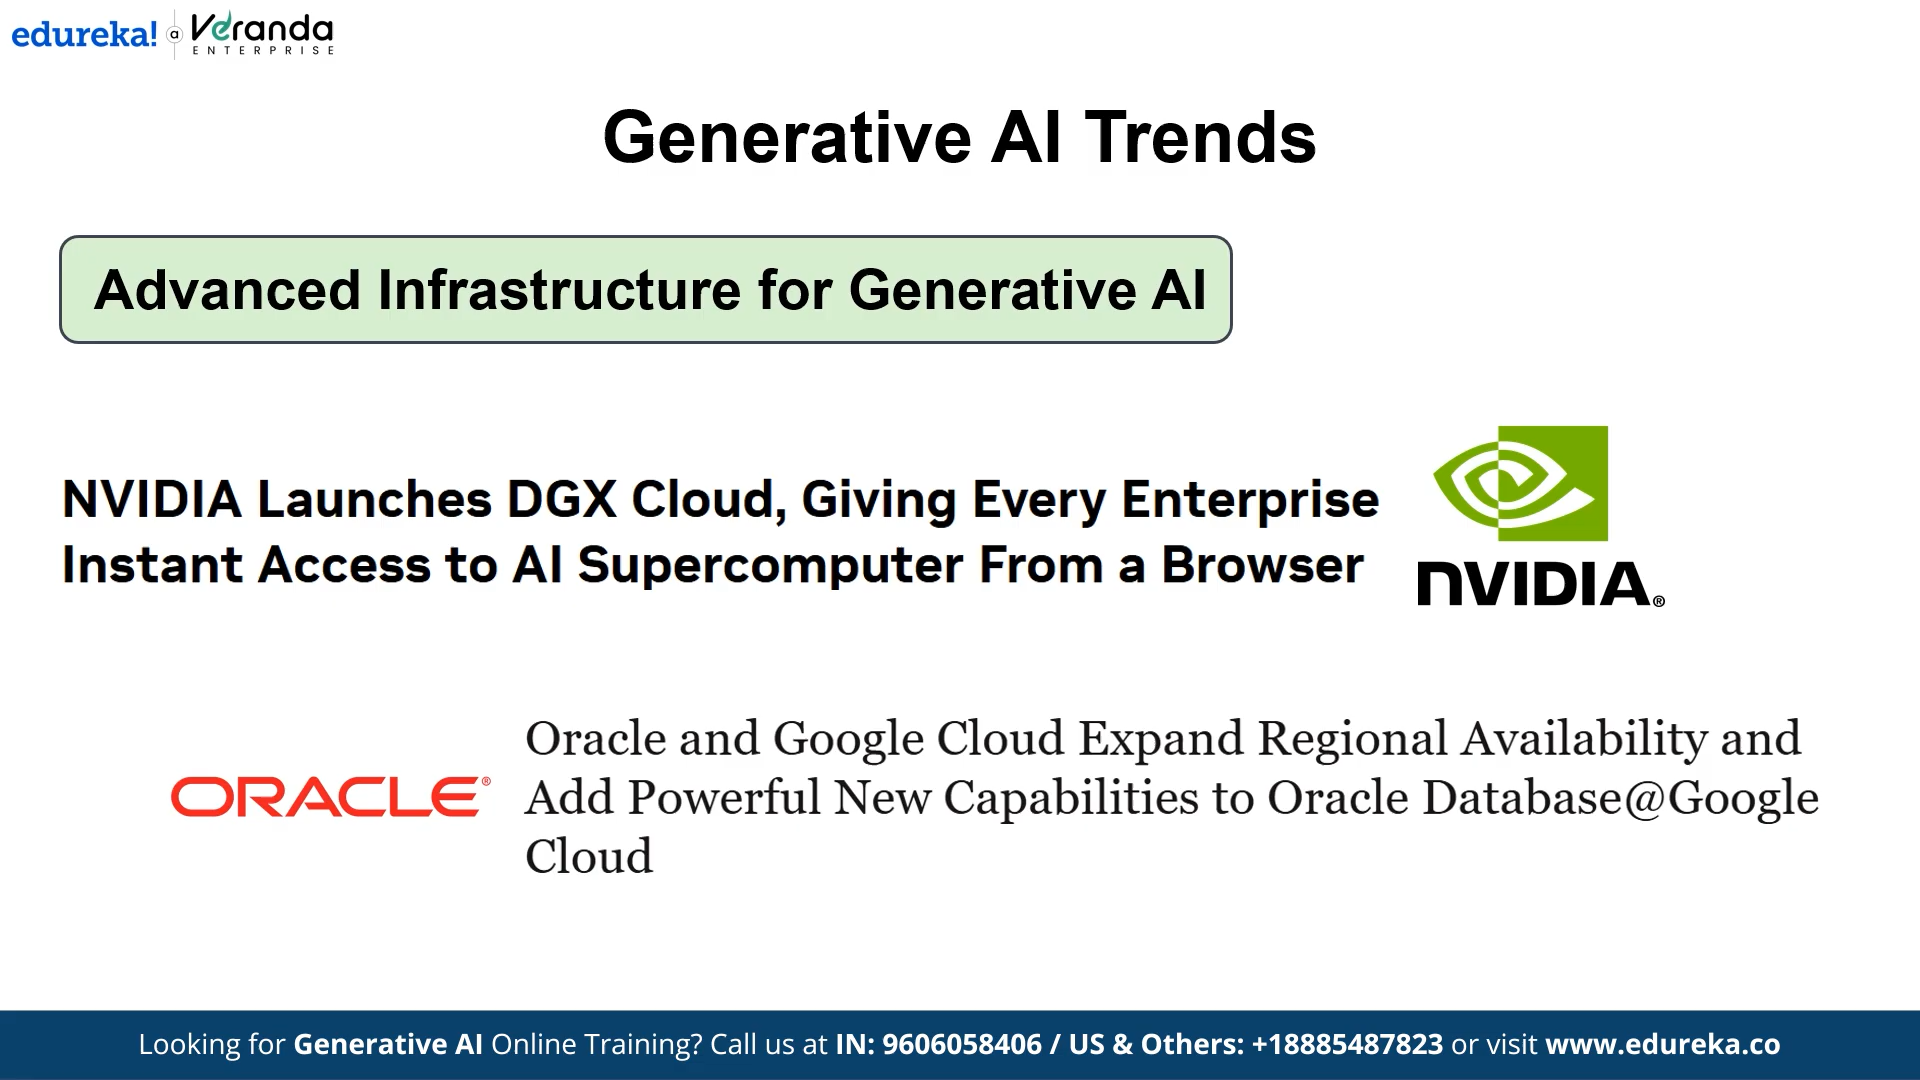 edureka! a Veranda
ENTERPRISE
Generative AI Trends
Advanced Infrastructure for Generative AI
NVIDIA Launches DGX Cloud, Giving Every Enterprise
Instant Access to AI Supercomputer From a Browser
NVIDIA®
ORACLE®
Oracle and Google Cloud Expand Regional Availability and
Add Powerful New Capabilities to Oracle Database@Google
Cloud
Looking for Generative AI Online Training? Call us at IN: 9606058406 / US & Others: +18885487823 or visit www.edureka.co